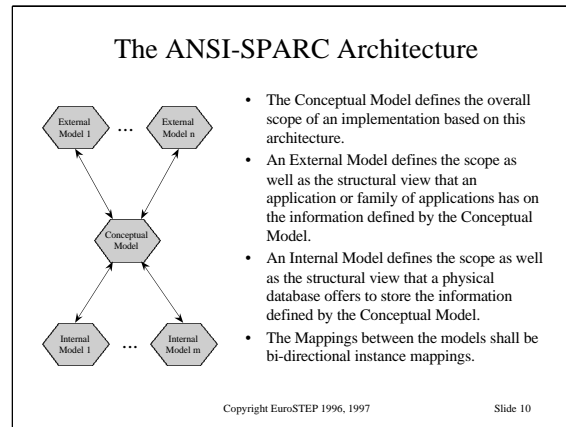 The ANSI-SPARC Architecture
External
Model 1
...
External
Model n
Conceptual
Model
Internal
Model 1
...
Internal
Model m
• The Conceptual Model defines the overall
scope of an implementation based on this
architecture.
• An External Model defines the scope as
well as the structural view that an
application or family of applications has on
the information defined by the Conceptual
Model.
• An Internal Model defines the scope as well
as the structural view that a physical
database offers to store the information
defined by the Conceptual Model.
• The Mappings between the models shall be
bi-directional instance mappings.
Copyright EuroSTEP 1996, 1997
Slide 10